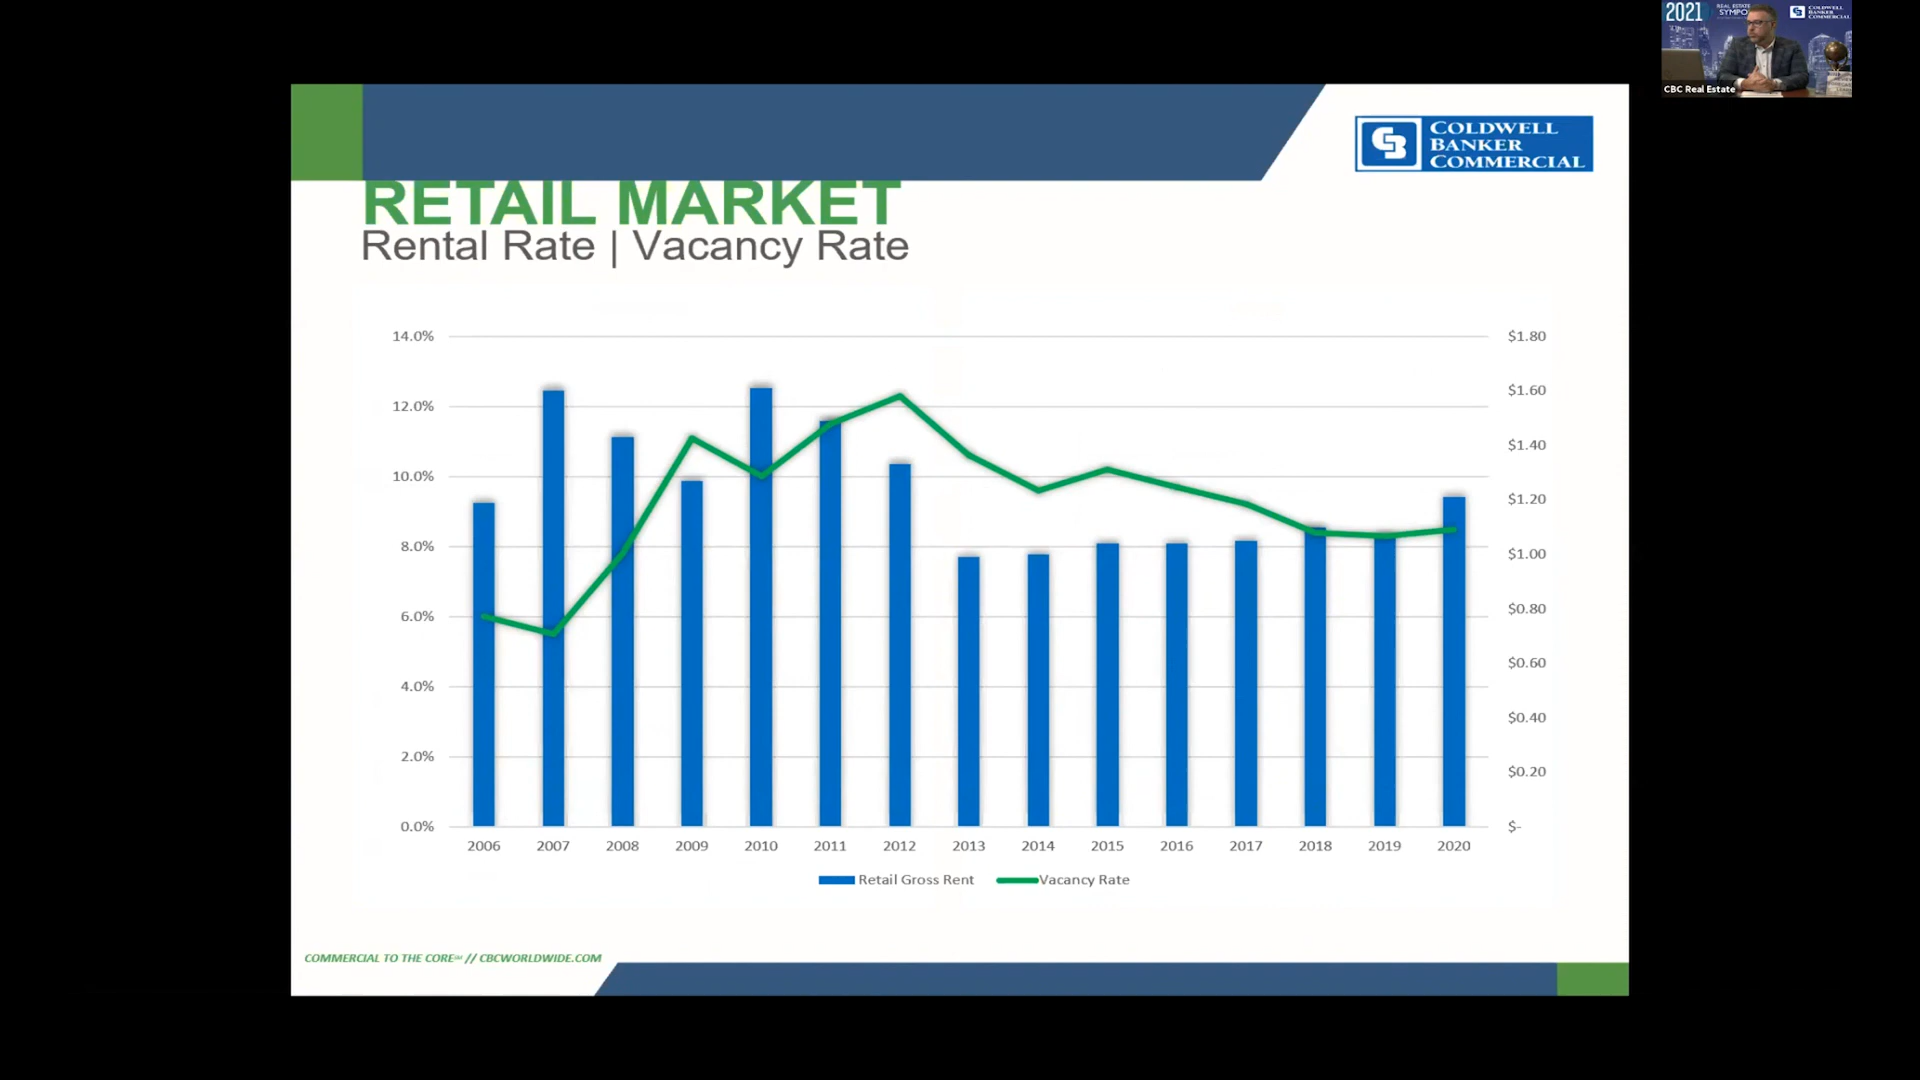 2021
REAL ESTATE
COLDWELL
BANKER
COMMERCIAL
CBC Real Estate
COLDWELL
BANKER
COMMERCIAL
RETAIL MARKET
Rental Rate | Vacancy Rate
14.0%
12.0%
10.0%
8.0%
6.0%
4.0%
2.0%
0.0%
$1.80
$1.60
$1.40
$1.20
$1.00
$0.80
$0.60
$0.40
$0.20
$-
2006 2007 2008 2009 2010 2011 2012 2013 2014 2015 2016 2017 2018 2019 2020
Retail Gross Rent Vacancy Rate
COMMERCIAL TO THE CORE℠ // CBCWORLDWIDE.COM